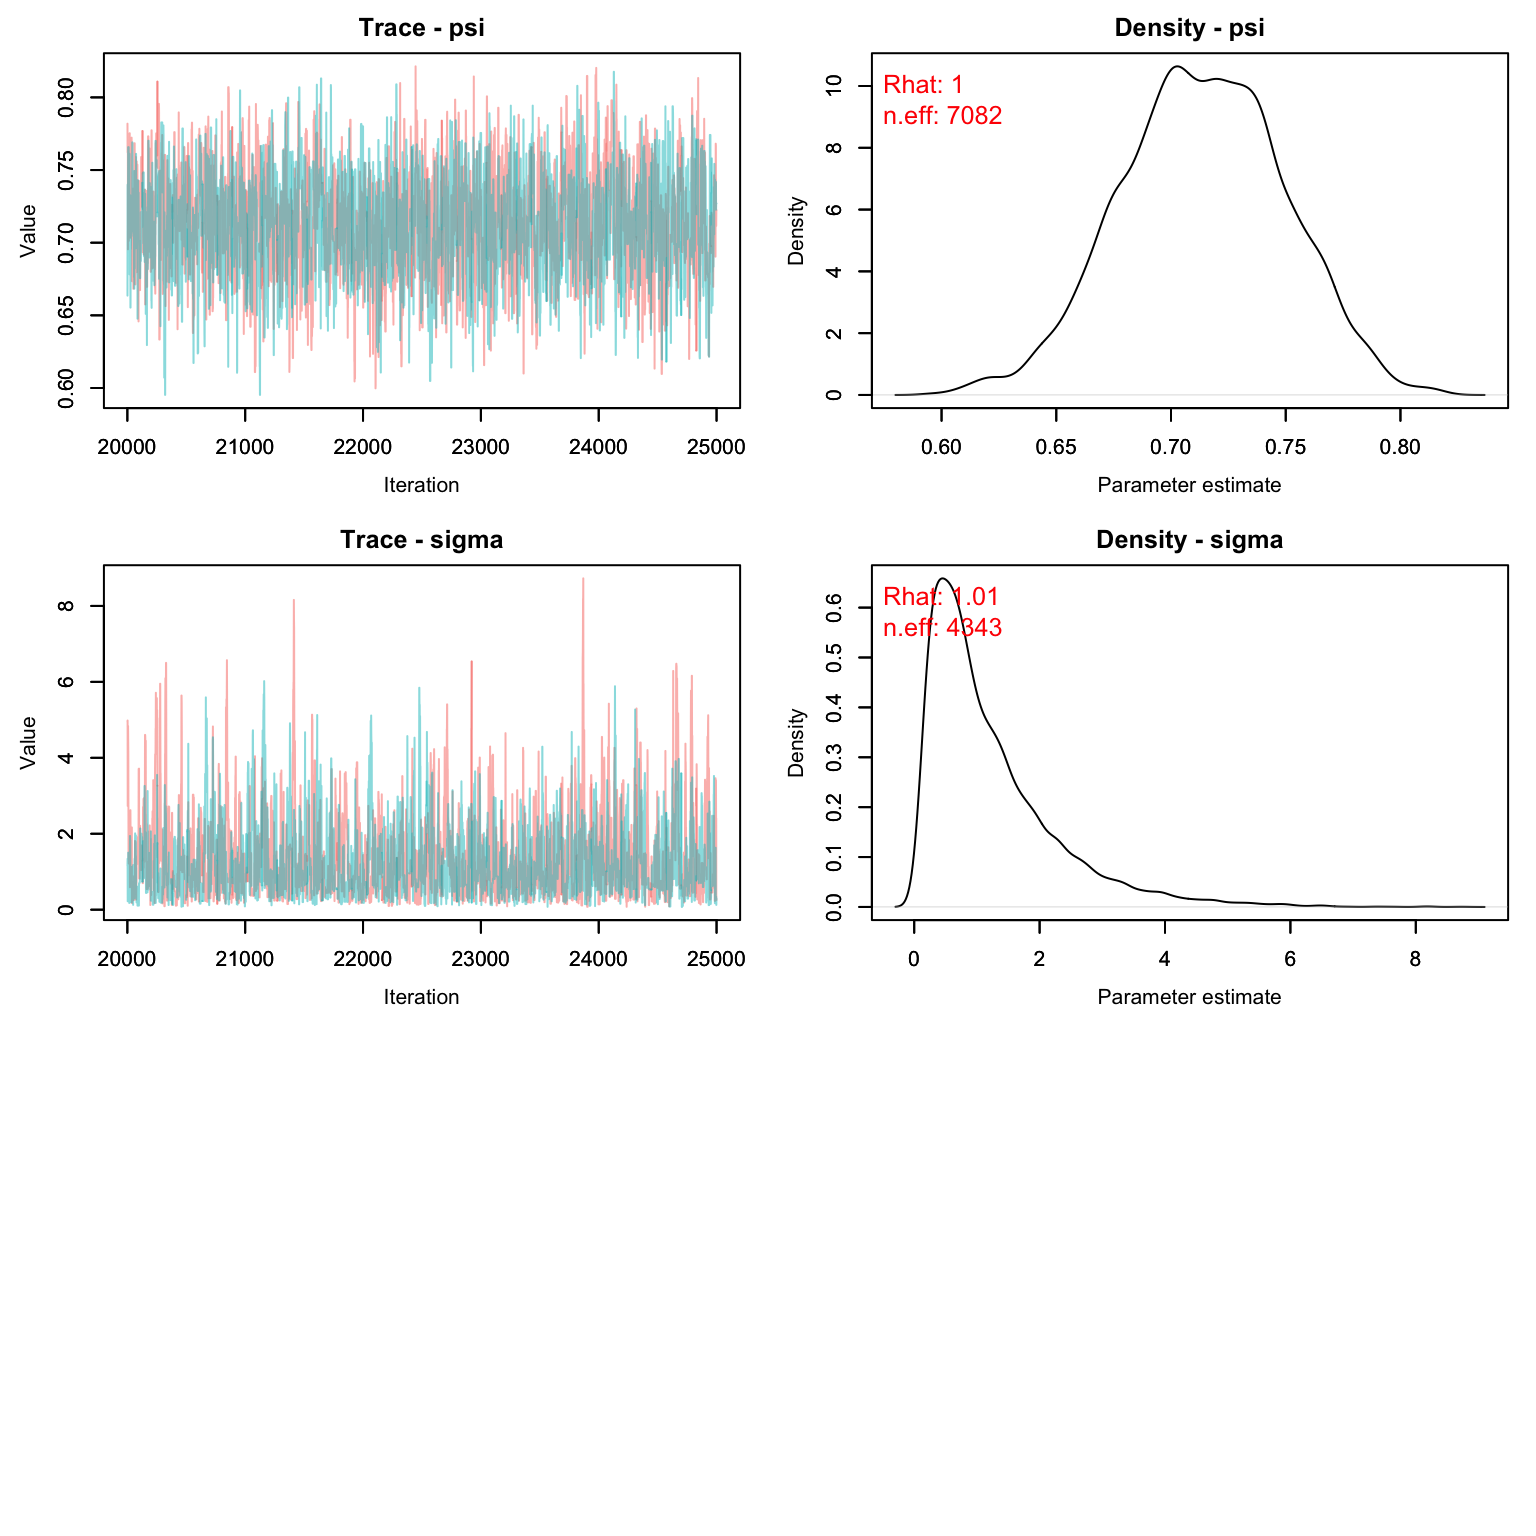 Trace - psi
Value
0.60 0.65 0.70 0.75 0.80
20000 21000 22000 23000 24000 25000
Iteration
Density - psi
Rhat: 1
n.eff: 7082
Density
0 2 4 6 8 10
0.60 0.65 0.70 0.75 0.80
Parameter estimate
Trace - sigma
Value
0 2 4 6 8
20000 21000 22000 23000 24000 25000
Iteration
Density - sigma
Rhat: 1.01
n.eff: 4343
Density
0.0 0.1 0.2 0.3 0.4 0.5 0.6
0 2 4 6 8
Parameter estimate